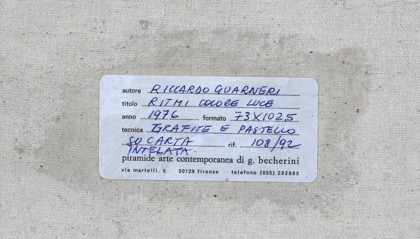 autore RICCARDO GUARNERI
titolo RITMI COLORE LUCE
anno 1976 formato 73X102.5
tecnica GRAFITE E PASTELLO
SU CARTA rif. 108/92
INTELATA
piramide arte contemporanea di g. becherini
via martelli, 5 50129 firenze telefono (055) 292865